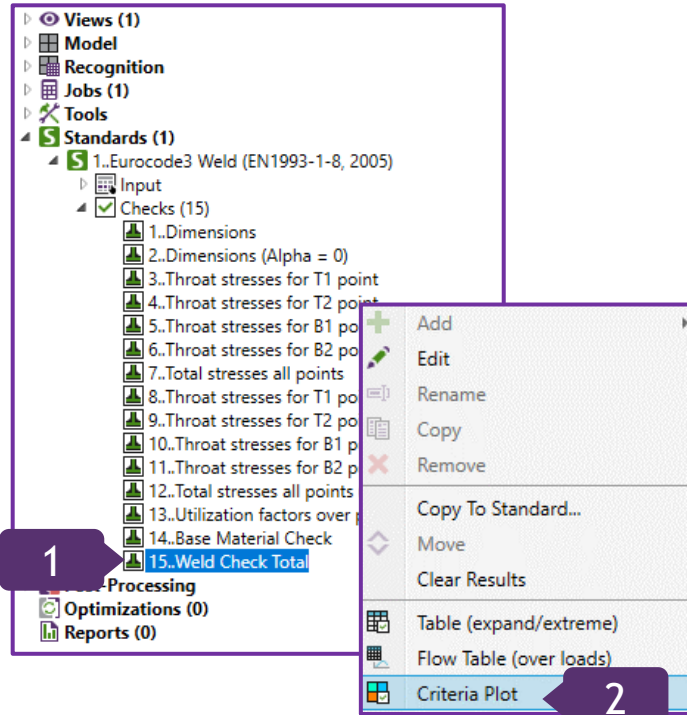 Views (1)
Model
Recognition
Jobs (1)
Tools
Standards (1)
1..Eurocode3 Weld (EN1993-1-8, 2005)
Input
Checks (15)
1..Dimensions
2..Dimensions (Alpha = 0)
3..Throat stresses for T1 point
4..Throat stresses for T2 point
5..Throat stresses for B1 po
6..Throat stresses for B2 po
7..Total stresses all points
8..Throat stresses for T1 po
9..Throat stresses for T2 po
10..Throat stresses for B1 p
11..Throat stresses for B2 p
12..Total stresses all points
13..Utilization factors over
14..Base Material Check
1
15..Weld Check Total
-Processing
Optimizations (0)
Reports (0)
Add
Edit
Rename
Copy
Remove
Copy To Standard...
Move
Clear Results
Table (expand/extreme)
Flow Table (over loads)
Criteria Plot
2